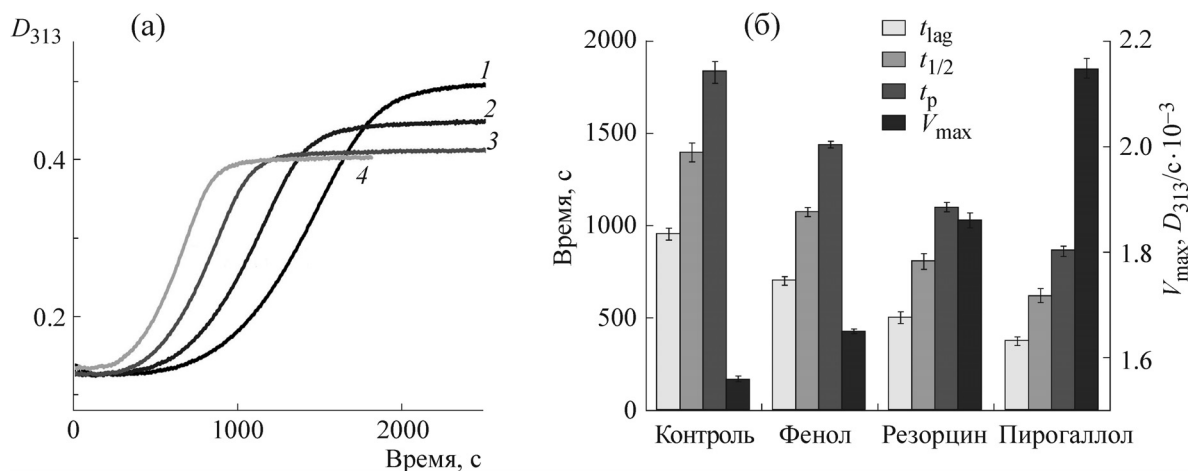 (а)
D313
0.4
0.2
1
2
3
4
0
1000
2000
Время, с
(б)
tlag
t1/2
tp
Vmax
Время, с
2000
1500
1000
500
0
2.2
2.0
1.8
1.6
Vmax, D313/c·10−3
Контроль
Фенол
Резорцин
Пирогаллол